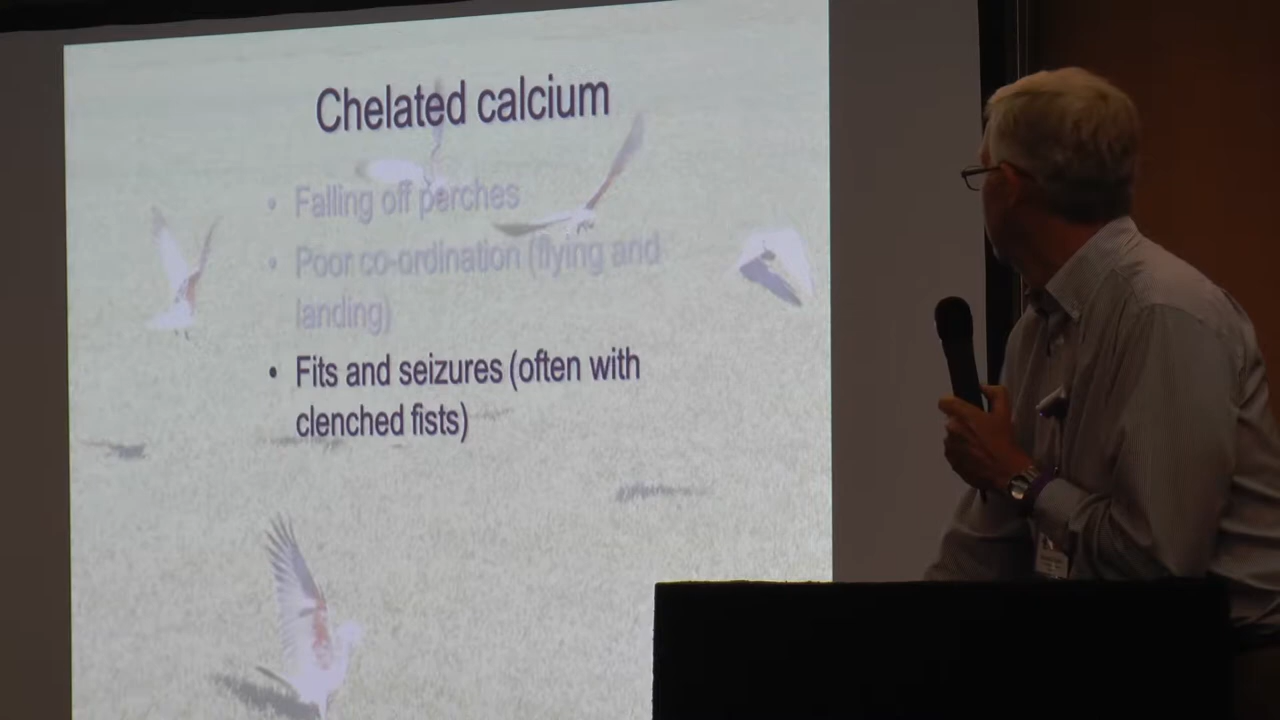 Chelated calcium
• Falling off perches
• Poor co-ordination (flying and
landing)
• Fits and seizures (often with
clenched fists)